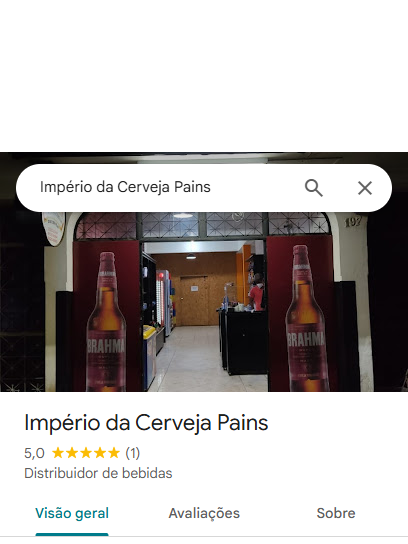 Império da Cerveja Pains
197
BRAHMA
BRAHMA
Império da Cerveja Pains
5,0 ★★★★★ (1)
Distribuidor de bebidas
Visão geral Avaliações Sobre